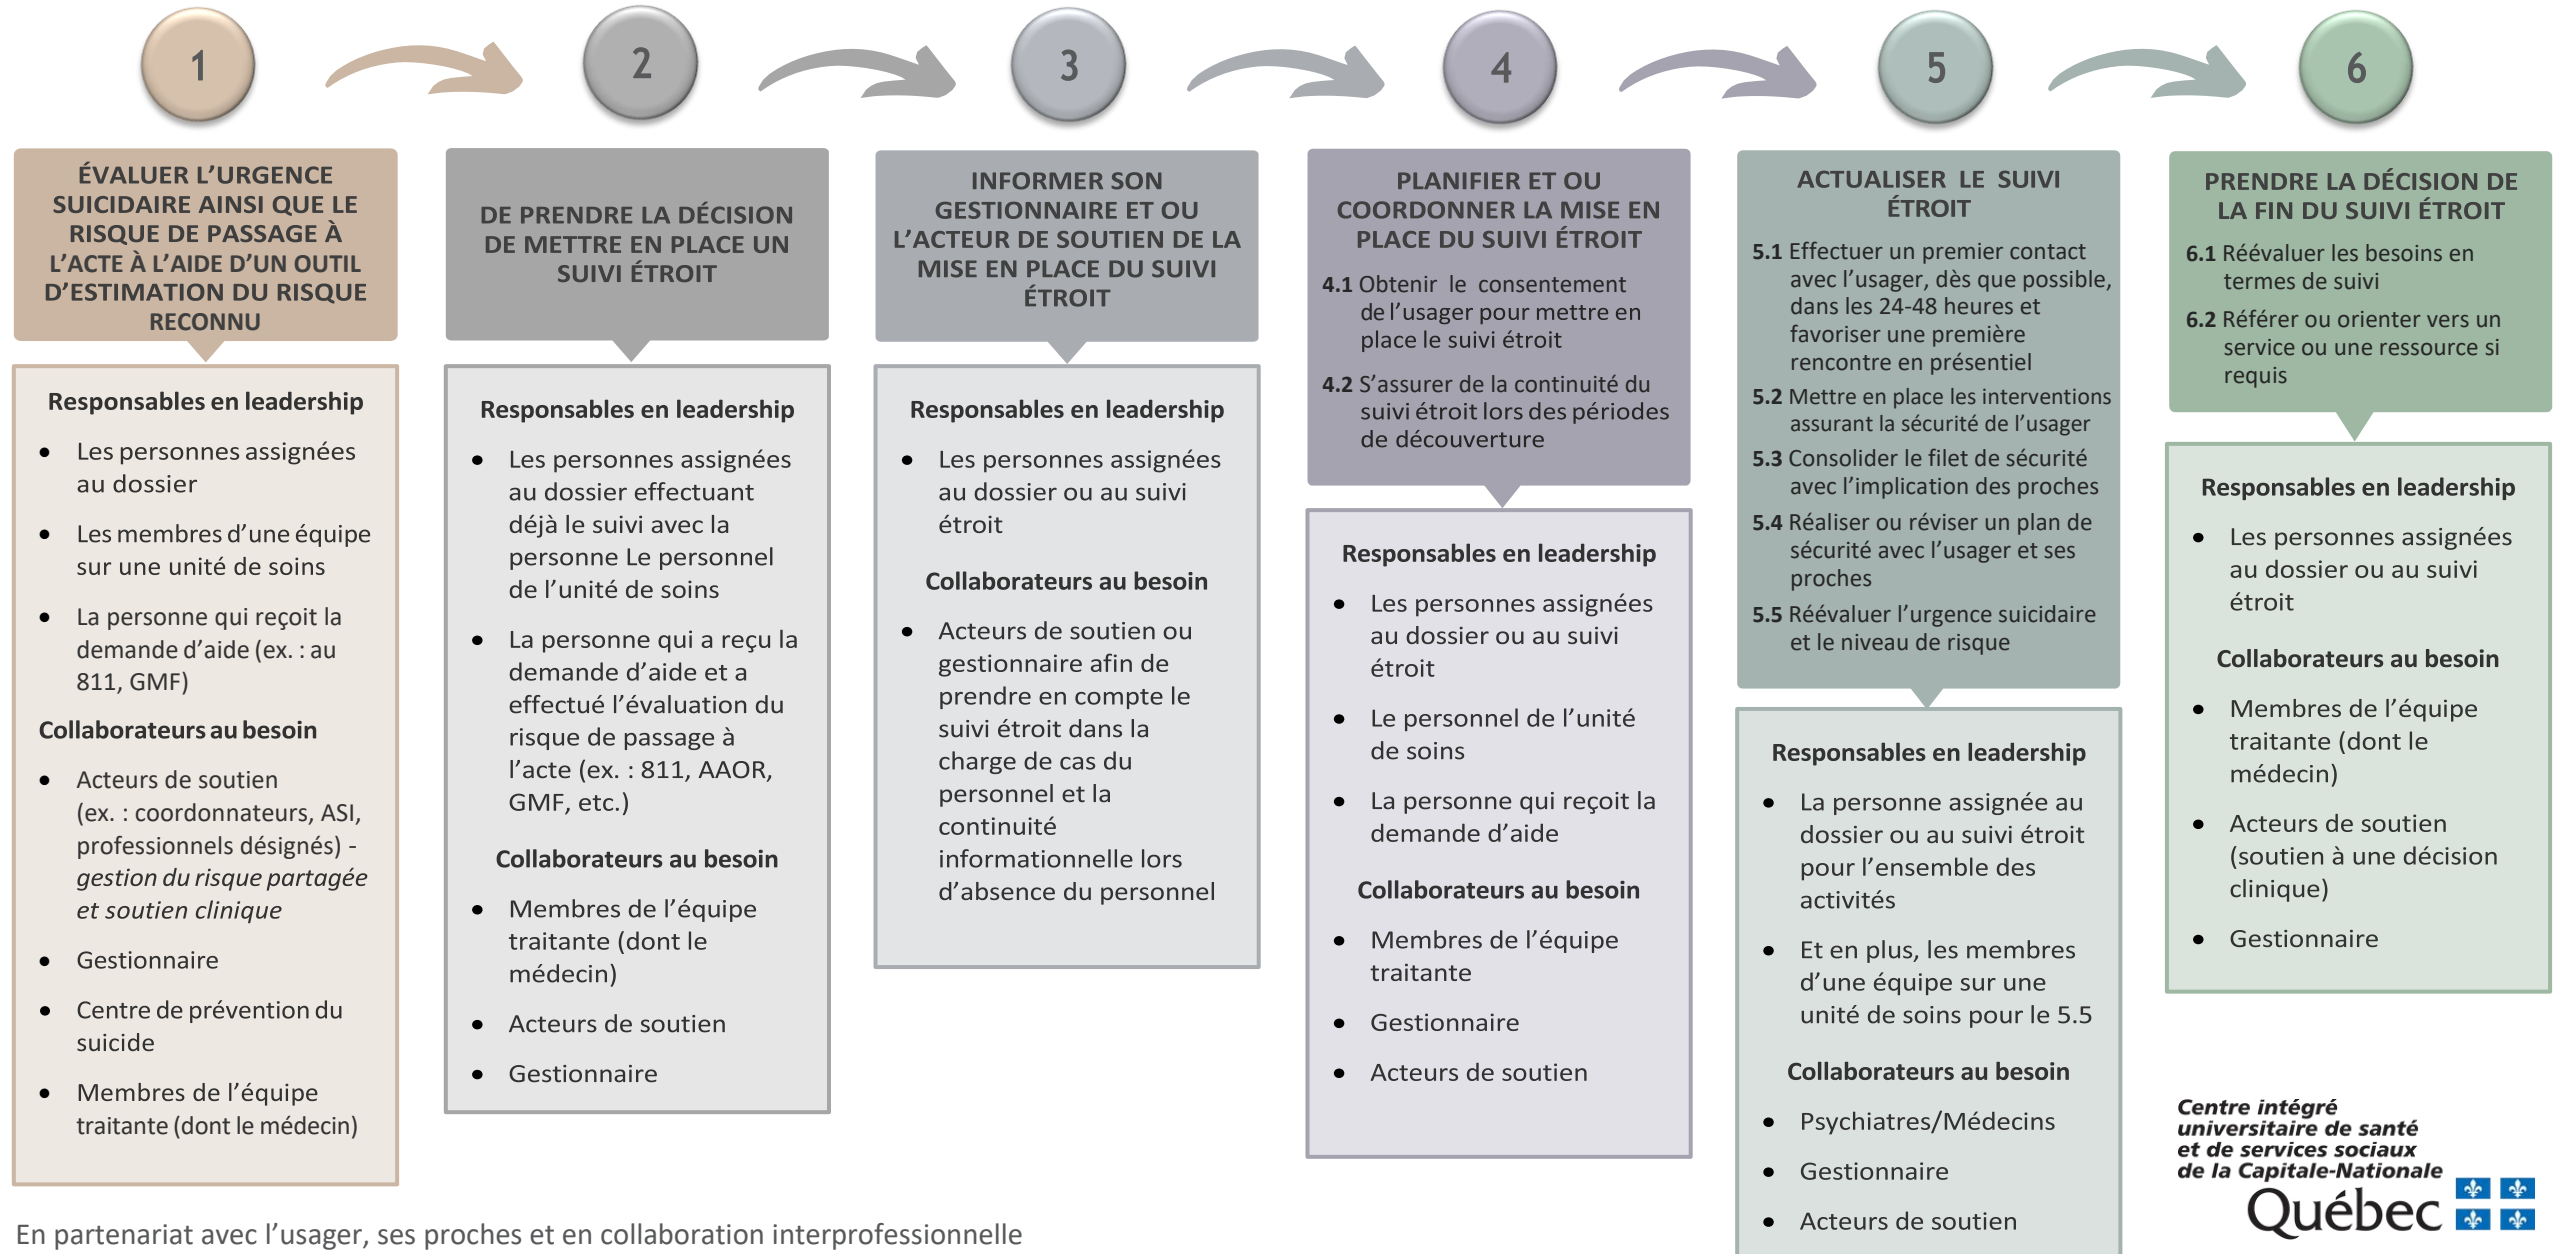 1
2
3
4
5
6
ÉVALUER L’URGENCE
SUICIDAIRE AINSI QUE LE
RISQUE DE PASSAGE À
L’ACTE À L’AIDE D’UN OUTIL
D’ESTIMATION DU RISQUE
RECONNU
Responsables en leadership
• Les personnes assignées
au dossier
• Les membres d’une équipe
sur une unité de soins
• La personne qui reçoit la
demande d’aide (ex. : au
811, GMF)
Collaborateurs au besoin
• Acteurs de soutien
(ex. : coordonnateurs, ASI,
professionnels désignés) -
gestion du risque partagée
et soutien clinique
• Gestionnaire
• Centre de prévention du
suicide
• Membres de l’équipe
traitante (dont le médecin)
DE PRENDRE LA DÉCISION
DE METTRE EN PLACE UN
SUIVI ÉTROIT
Responsables en leadership
• Les personnes assignées
au dossier effectuant
déjà le suivi avec la
personne Le personnel
de l’unité de soins
• La personne qui a reçu la
demande d’aide et a
effectué l’évaluation du
risque de passage à
l’acte (ex. : 811, AAOR,
GMF, etc.)
Collaborateurs au besoin
• Membres de l’équipe
traitante (dont le
médecin)
• Acteurs de soutien
• Gestionnaire
INFORMER SON
GESTIONNAIRE ET OU
L’ACTEUR DE SOUTIEN DE LA
MISE EN PLACE DU SUIVI
ÉTROIT
Responsables en leadership
• Les personnes assignées
au dossier ou au suivi
étroit
Collaborateurs au besoin
• Acteurs de soutien ou
gestionnaire afin de
prendre en compte le
suivi étroit dans la
charge de cas du
personnel et la
continuité
informationnelle lors
d’absence du personnel
PLANIFIER ET OU
COORDONNER LA MISE EN
PLACE DU SUIVI ÉTROIT
4.1 Obtenir le consentement
de l’usager pour mettre en
place le suivi étroit
4.2 S’assurer de la continuité du
suivi étroit lors des périodes
de découverture
Responsables en leadership
• Les personnes assignées
au dossier ou au suivi
étroit
• Le personnel de l’unité
de soins
• La personne qui reçoit la
demande d’aide
Collaborateurs au besoin
• Membres de l’équipe
traitante
• Gestionnaire
• Acteurs de soutien
ACTUALISER LE SUIVI
ÉTROIT
5.1 Effectuer un premier contact
avec l’usager, dès que possible,
dans les 24-48 heures et
favoriser une première
rencontre en présentiel
5.2 Mettre en place les interventions
assurant la sécurité de l’usager
5.3 Consolider le filet de sécurité
avec l’implication des proches
5.4 Réaliser ou réviser un plan de
sécurité avec l’usager et ses
proches
5.5 Réévaluer l’urgence suicidaire
et le niveau de risque
Responsables en leadership
• La personne assignée au
dossier ou au suivi étroit
pour l’ensemble des
activités
• Et en plus, les membres
d’une équipe sur une
unité de soins pour le 5.5
Collaborateurs au besoin
• Psychiatres/Médecins
• Gestionnaire
• Acteurs de soutien
PRENDRE LA DÉCISION DE
LA FIN DU SUIVI ÉTROIT
6.1 Réévaluer les besoins en
termes de suivi
6.2 Référer ou orienter vers un
service ou une ressource si
requis
Responsables en leadership
• Les personnes assignées
au dossier ou au suivi
étroit
Collaborateurs au besoin
• Membres de l’équipe
traitante (dont le
médecin)
• Acteurs de soutien
(soutien à une décision
clinique)
• Gestionnaire
En partenariat avec l’usager, ses proches et en collaboration interprofessionnelle
Centre intégré
universitaire de santé
et de services sociaux
de la Capitale-Nationale
Québec